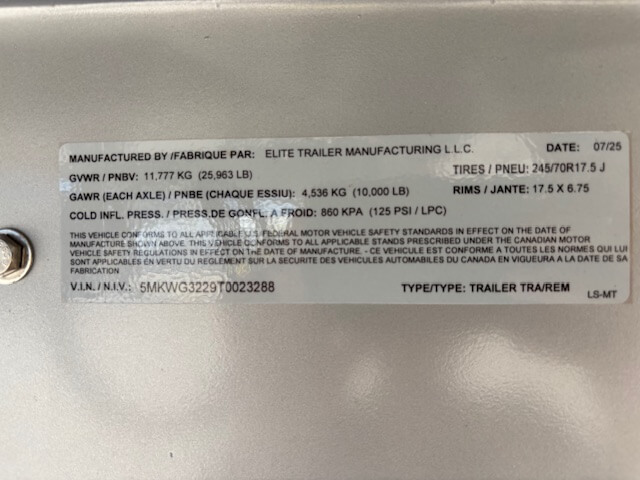 MANUFACTURED BY /FABRIQUE PAR: ELITE TRAILER MANUFACTURING L L C. DATE: 07/25
GVWR / PNBV: 11,777 KG (25,963 LB) TIRES / PNEU: 245/70R17.5 J
GAWR (EACH AXLE) / PNBE (CHAQUE ESSIU): 4,536 KG (10,000 LB) RIMS / JANTE: 17.5 X 6.75
COLD INFL. PRESS. / PRESS.DE GONFL. A FROID: 860 KPA (125 PSI / LPC)
THIS VEHICLE CONFORMS TO ALL APPLICABLE U.S. FEDERAL MOTOR VEHICLE SAFETY STANDARDS IN EFFECT ON THE DATE OF
MANUFACTURE SHOWN ABOVE. THIS VEHICLE CONFORMS TO ALL APPLICABLE STANDS PRESCRIBED UNDER THE CANADIAN MOTOR
VEHICLE SAFETY REGULATIONS IN EFFECT ON THE DATE OF MANUFACTURE. - CE VEHICULE EST CONFORME A TOUTES LES NORMES QUI LUI
SONT APPLICABLES EN VERTU DU REGLEMENT SUR LA SECURITE DES VEHICULES AUTOMOBILES DU CANADA EN VIGUEURA A LA DATE DE SA
FABRICATION
V.I.N. / N.I.V.: 5MKWG3229T0023288 TYPE/TYPE: TRAILER TRA/REM
LS-MT